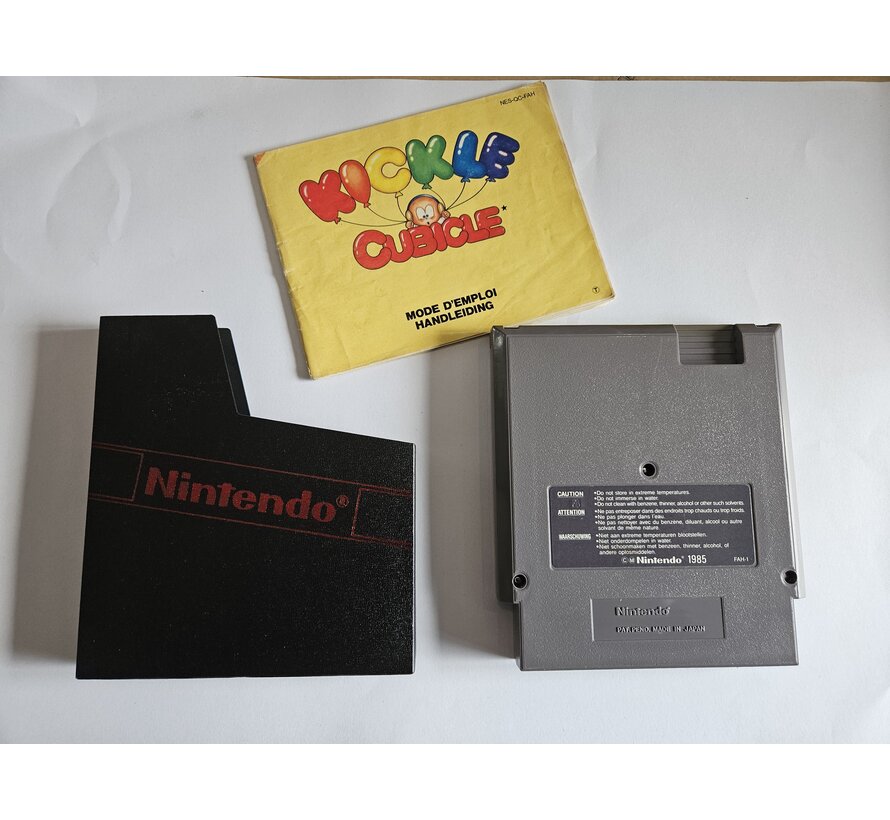 NES-QC-FAH
KICKLE
CUBICLE*
MODE D'EMPLOI
HANDLEIDING
T
Nintendo®
CAUTION
•Do not store in extreme temperatures.
•Do not immerse in water.
•Do not clean with benzene, thinner, alcohol or other such solvents.
ATTENTION
•Ne pas entreposer dans des endroits trop chauds ou trop froids.
•Ne pas plonger dans l'eau.
•Ne pas nettoyer avec du benzène, diluant, alcool ou autre
solvant de même nature.
WAARSCHUWING
•Niet aan extreme temperaturen blootstellen.
•Niet onderdompelen in water.
•Niet schoonmaken met benzeen, thinner, alcohol, of
andere oplosmiddelen.
Nintendo® 1985
FAH-1
Nintendo®
PAT. PEND. MADE IN JAPAN